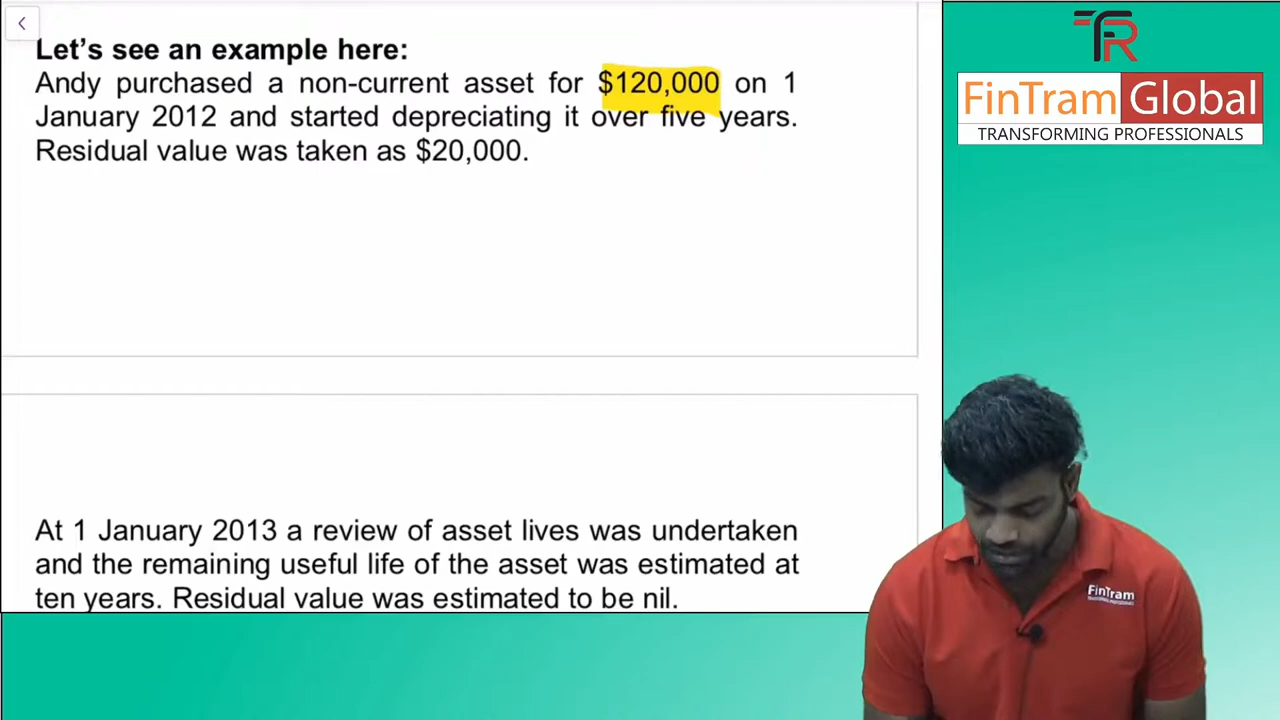 Let’s see an example here:
Andy purchased a non-current asset for $120,000 on 1
January 2012 and started depreciating it over five years.
Residual value was taken as $20,000.
At 1 January 2013 a review of asset lives was undertaken
and the remaining useful life of the asset was estimated at
ten years. Residual value was estimated to be nil.
FinTram Global
TRANSFORMING PROFESSIONALS
FinTram